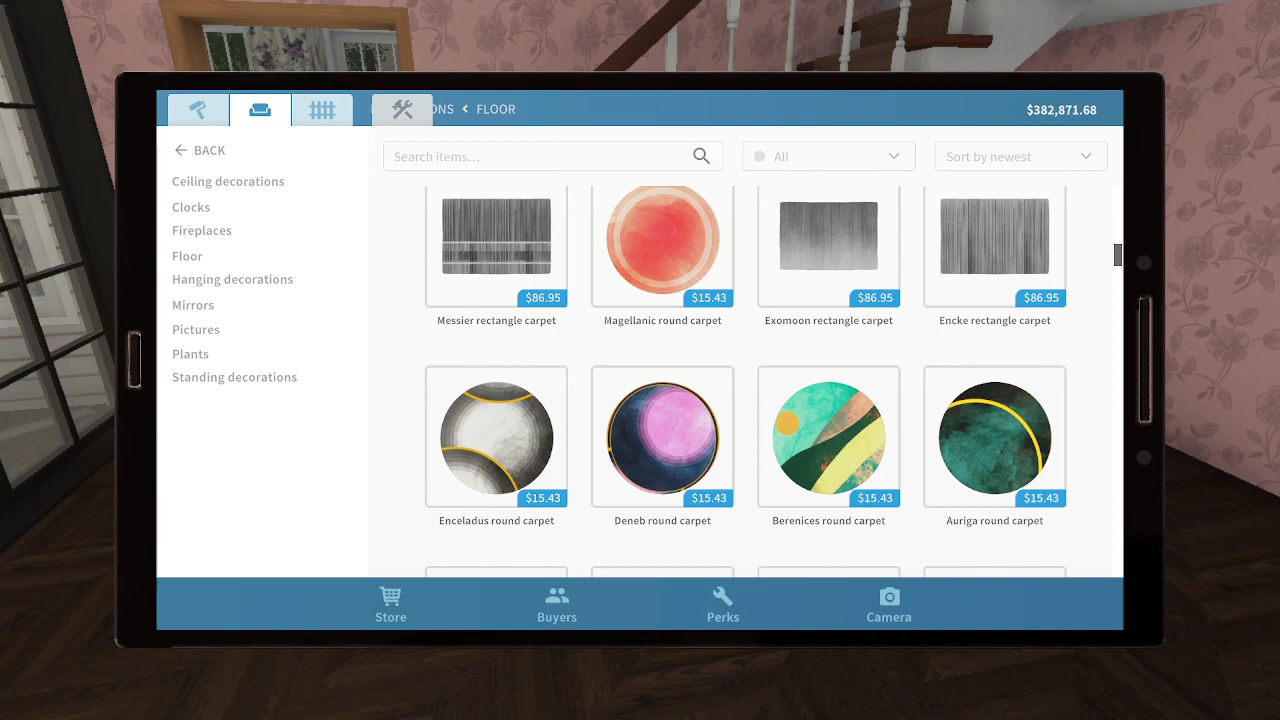 ONS < FLOOR
$382,871.68
BACK
Search items...
All
Sort by newest
Ceiling decorations
Clocks
Fireplaces
Floor
Hanging decorations
Mirrors
Pictures
Plants
Standing decorations
$86.95
$15.43
$86.95
$86.95
Messier rectangle carpet
Magellanic round carpet
Exomoon rectangle carpet
Encke rectangle carpet
$15.43
$15.43
$15.43
$15.43
Enceladus round carpet
Deneb round carpet
Berenices round carpet
Auriga round carpet
Store
Buyers
Perks
Camera